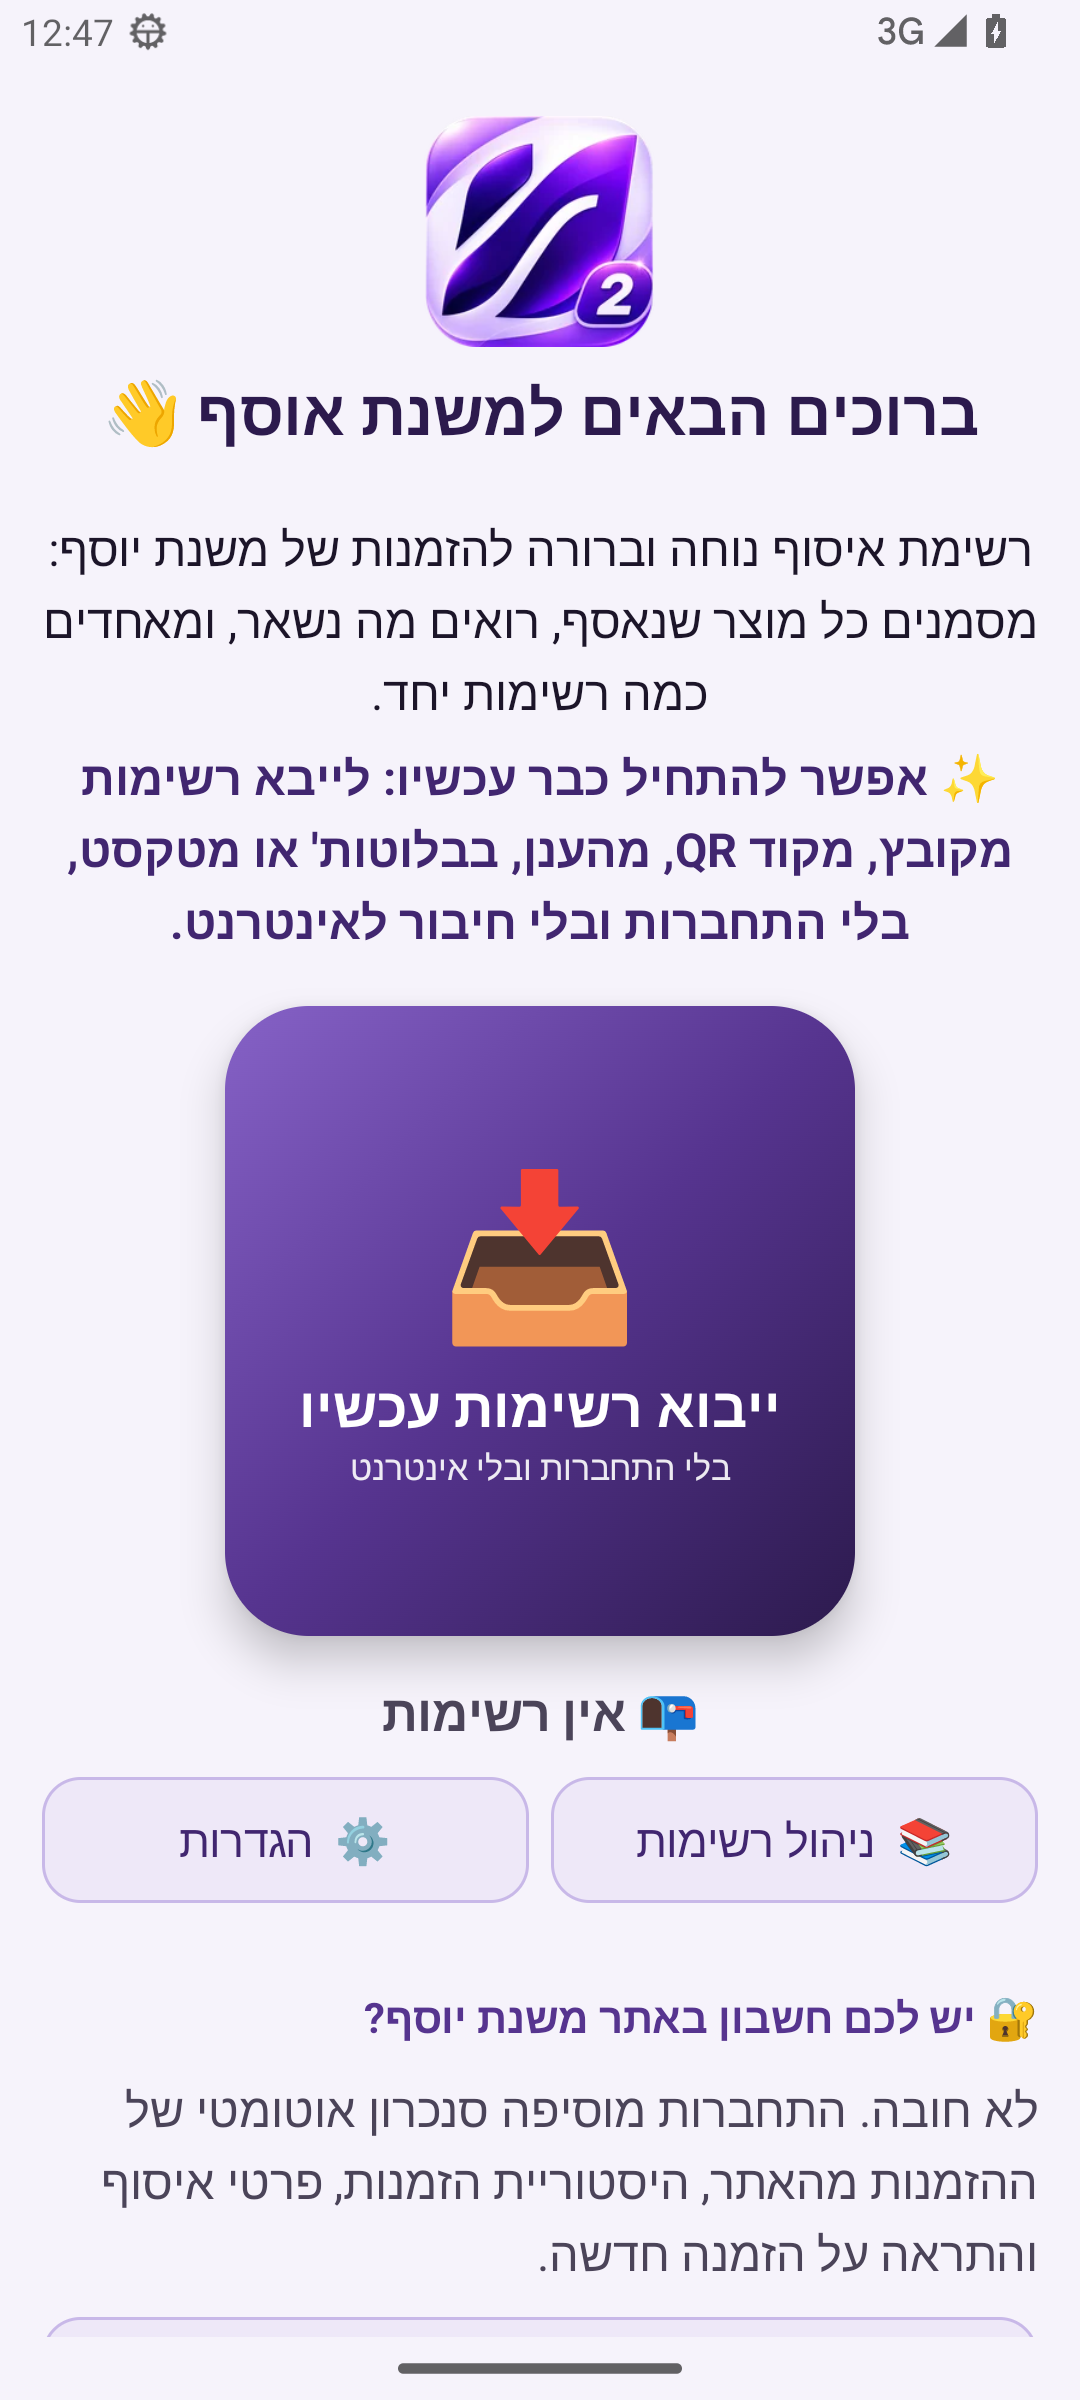 12:47
3G
2
ברוכים הבאים למשנת אוסף 👋
רשימת איסוף נוחה וברורה להזמנות של משנת יוסף:
מסמנים כל מוצר שנאסף, רואים מה נשאר, ומאחדים
כמה רשימות יחד.
✨ אפשר להתחיל כבר עכשיו: לייבא רשימות
מקובץ, מקוד QR, מהענן, בבלוטות' או מטקסט,
בלי התחברות ובלי חיבור לאינטרנט.
ייבוא רשימות עכשיו
בלי התחברות ובלי אינטרנט
📭 אין רשימות
📚 ניהול רשימות
⚙️ הגדרות
🔐 יש לכם חשבון באתר משנת יוסף?
לא חובה. התחברות מוסיפה סנכרון אוטומטי של
ההזמנות מהאתר, היסטוריית הזמנות, פרטי איסוף
והתראה על הזמנה חדשה.